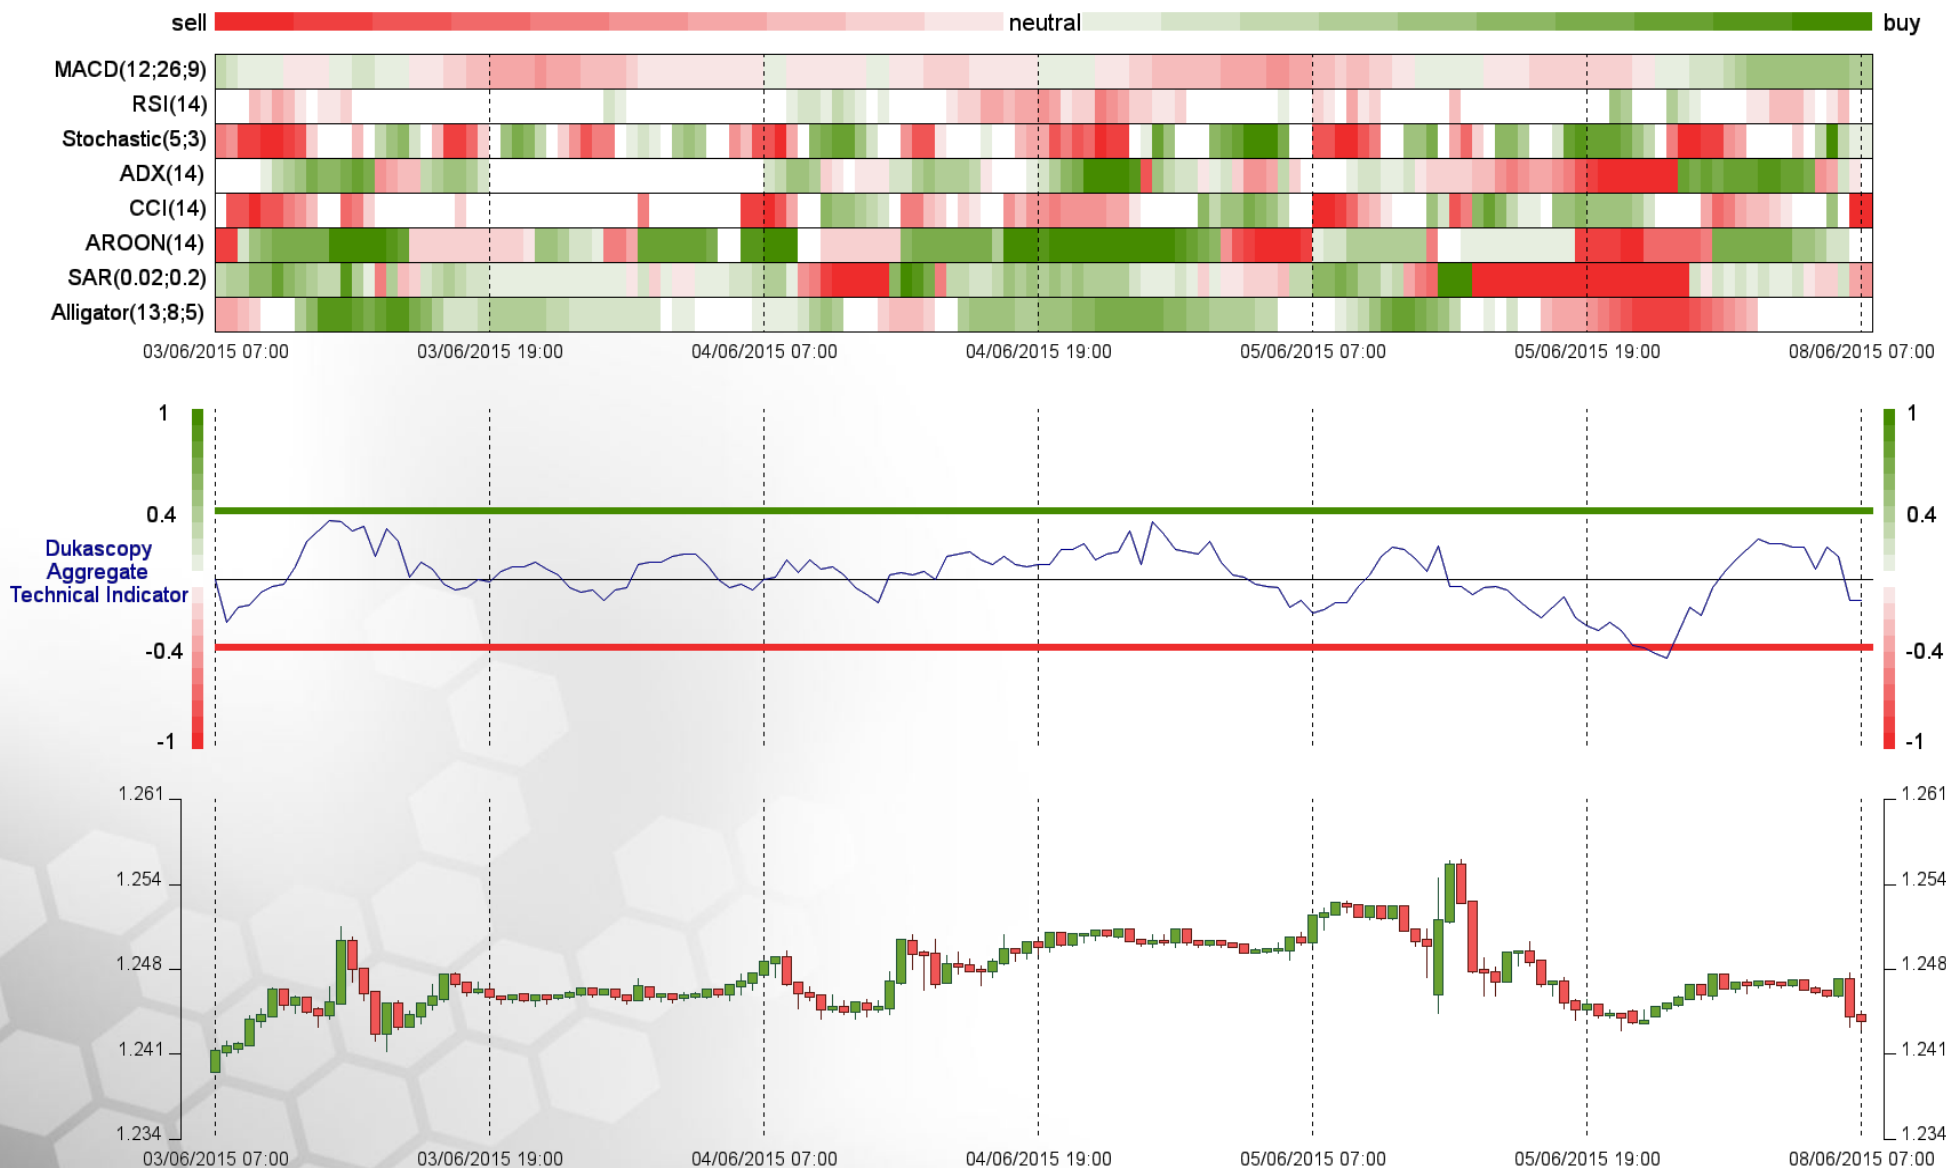 sell neutral buy
MACD(12;26;9)
RSI(14)
Stochastic(5;3)
ADX(14)
CCI(14)
AROON(14)
SAR(0.02;0.2)
Alligator(13;8;5)
03/06/2015 07:00 03/06/2015 19:00 04/06/2015 07:00 04/06/2015 19:00 05/06/2015 07:00 05/06/2015 19:00 08/06/2015 07:00
1 1
0.4 0.4
Dukascopy
Aggregate
Technical Indicator
-0.4 -0.4
-1 -1
1.261 1.261
1.254 1.254
1.248 1.248
1.241 1.241
1.234 1.234
03/06/2015 07:00 03/06/2015 19:00 04/06/2015 07:00 04/06/2015 19:00 05/06/2015 07:00 05/06/2015 19:00 08/06/2015 07:00